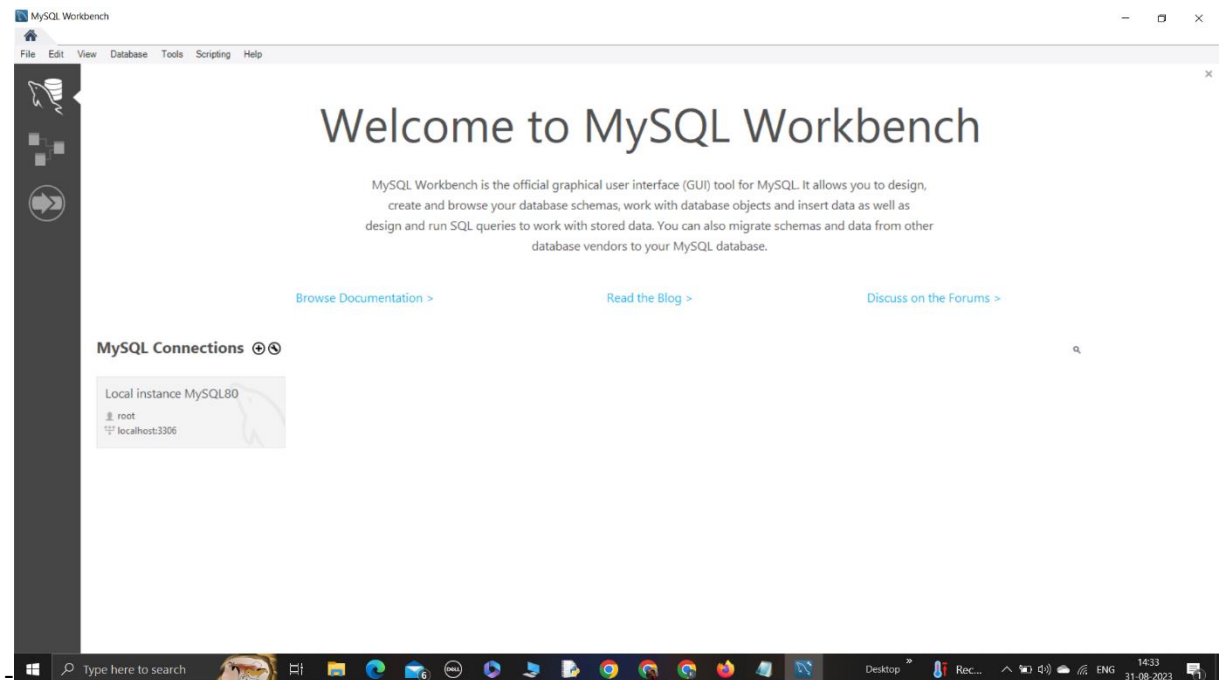 MySQL Workbench
File Edit View Database Tools Scripting Help
Welcome to MySQL Workbench
MySQL Workbench is the official graphical user interface (GUI) tool for MySQL. It allows you to design,
create and browse your database schemas, work with database objects and insert data as well as
design and run SQL queries to work with stored data. You can also migrate schemas and data from other
database vendors to your MySQL database.
Browse Documentation > Read the Blog > Discuss on the Forums >
MySQL Connections
Local instance MySQL80
root
localhost:3306
Type here to search
6
DELL
Desktop
Rec...
ENG
14:33
31-08-2023
1